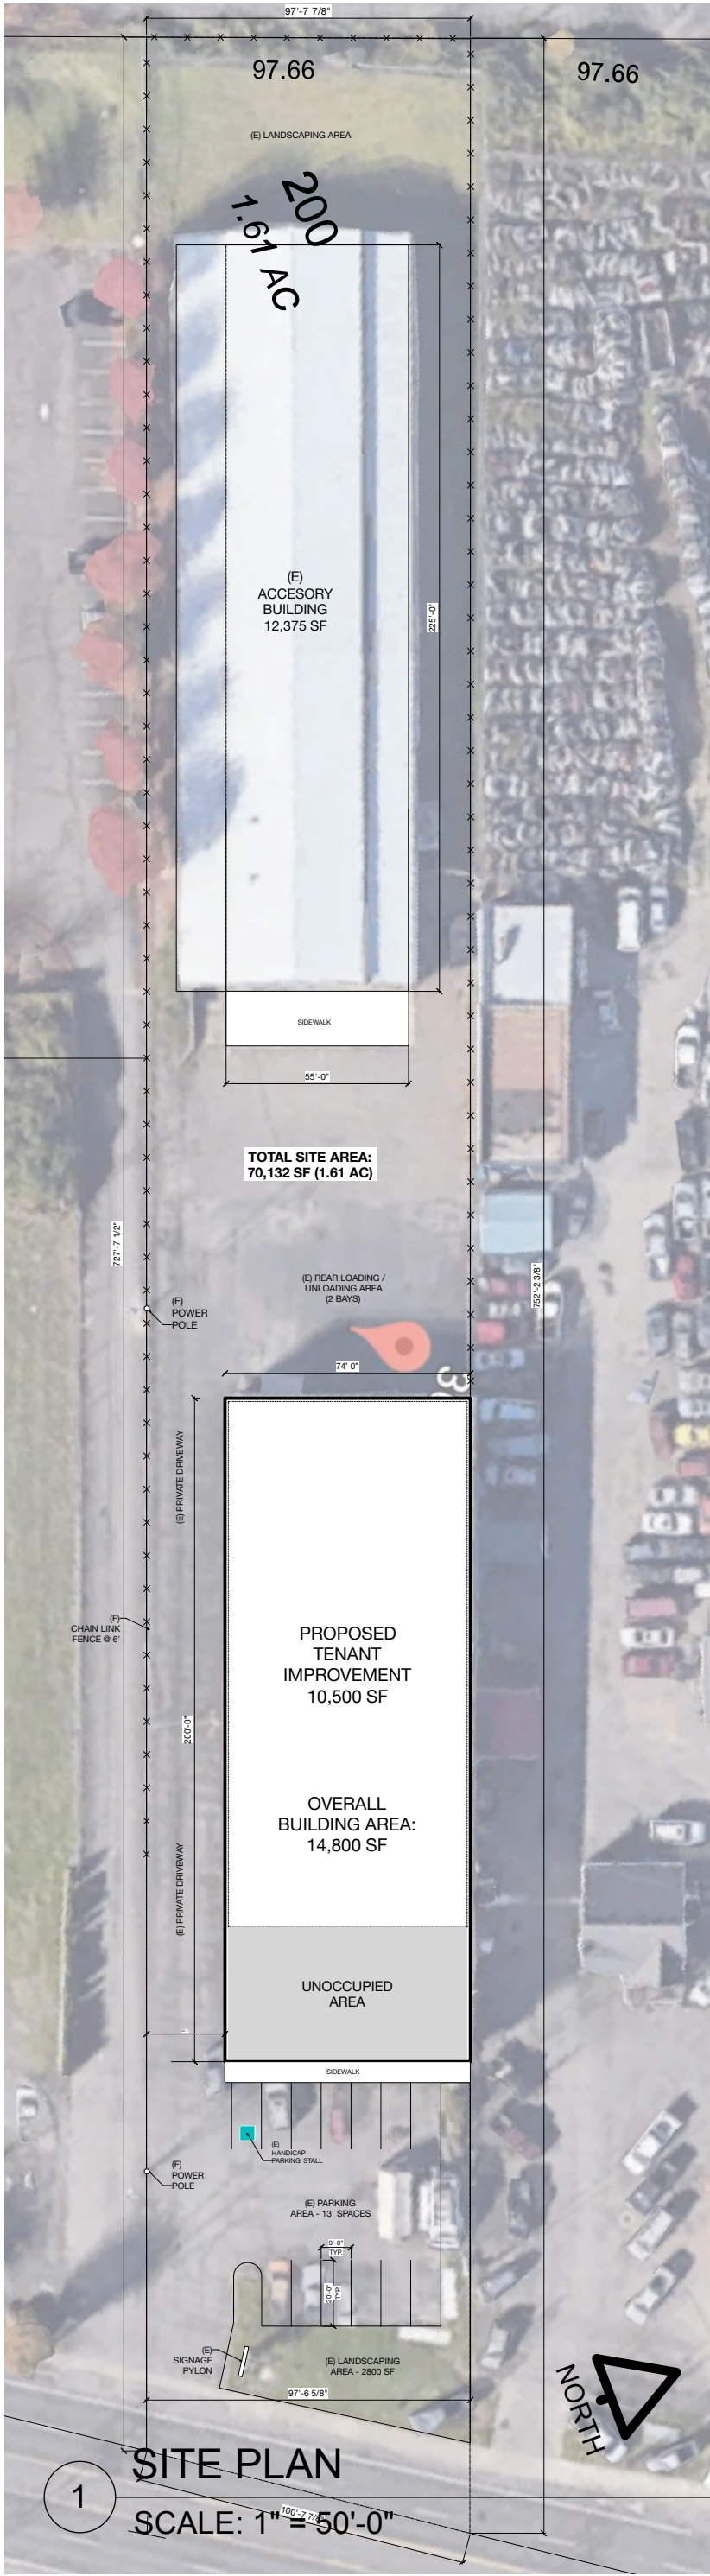 97'-7 7/8"
97.66
97.66
(E) LANDSCAPING AREA
200
1.61 AC
(E)
ACCESORY
BUILDING
12,375 SF
225'-0"
SIDEWALK
55'-0"
TOTAL SITE AREA:
70,132 SF (1.61 AC)
727'-7 1/2"
752'-2 3/8"
(E) REAR LOADING /
UNLOADING AREA
(2 BAYS)
(E)
POWER
POLE
74'-0"
(E) PRIVATE DRIVEWAY
(E)
CHAIN LINK
FENCE @ 6'
PROPOSED
TENANT
IMPROVEMENT
10,500 SF
200'-0"
OVERALL
BUILDING AREA:
14,800 SF
(E) PRIVATE DRIVEWAY
UNOCCUPIED
AREA
SIDEWALK
(E)
HANDICAP
PARKING STALL
(E)
POWER
POLE
(E) PARKING
AREA - 13 SPACES
9'-0"
TYP.
20'-0"
TYP.
(E)
SIGNAGE
PYLON
(E) LANDSCAPING
AREA - 2800 SF
97'-6 5/8"
NORTH
1
SITE PLAN
SCALE: 1" = 50'-0"